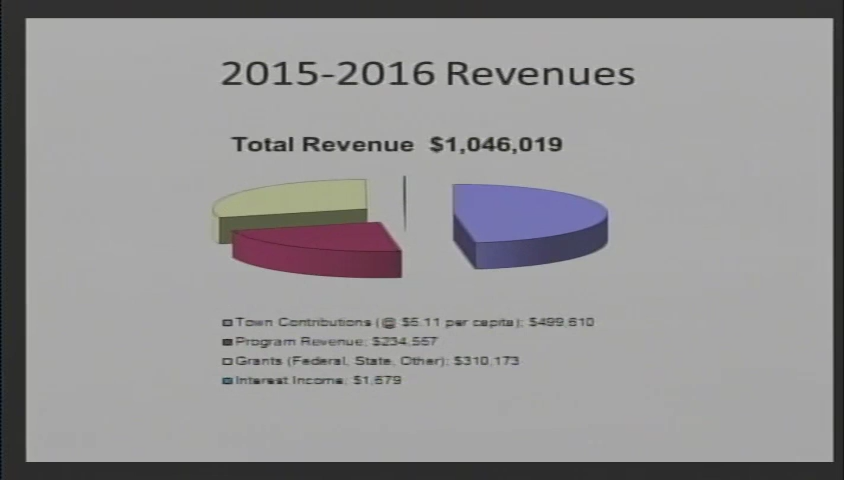 2015-2016 Revenues
Total Revenue $1,046,019
Town Contributions (@ $5.11 per capita); $499,610
Program Revenue; $234,557
Grants (Federal, State, Other); $310,173
Interest Income; $1,679